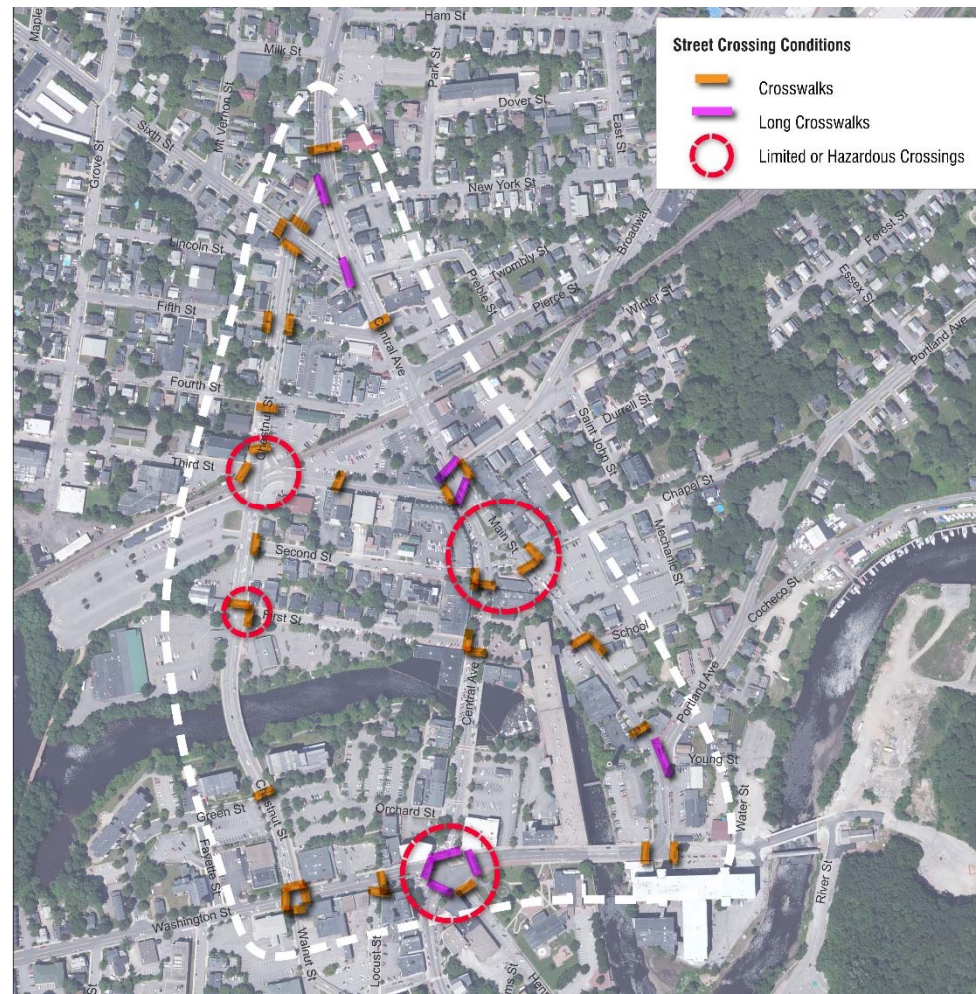 Street Crossing Conditions
Crosswalks
Long Crosswalks
Limited or Hazardous Crossings
Maple
Ham St
Milk St
Park St
Mt Vernon St
Dover St
East St
Sixth St
Grove St
New York St
Lincoln St
Twombly St
Broadway
Forest St
Preble St
Essex St
Fifth St
Pierce St
Winter St
Central Ave
Portland Ave
Fourth St
Chestnut St
Saint John St
Durrell St
Third St
Chapel St
Main St
Second St
Mechanic St
Cocheco St
First St
School
Central Ave
Portland Ave
Young St
Green St
Chestnut St
Orchard St
Water St
Fayette St
River St
Washington St
Walnut St
Locust St
St